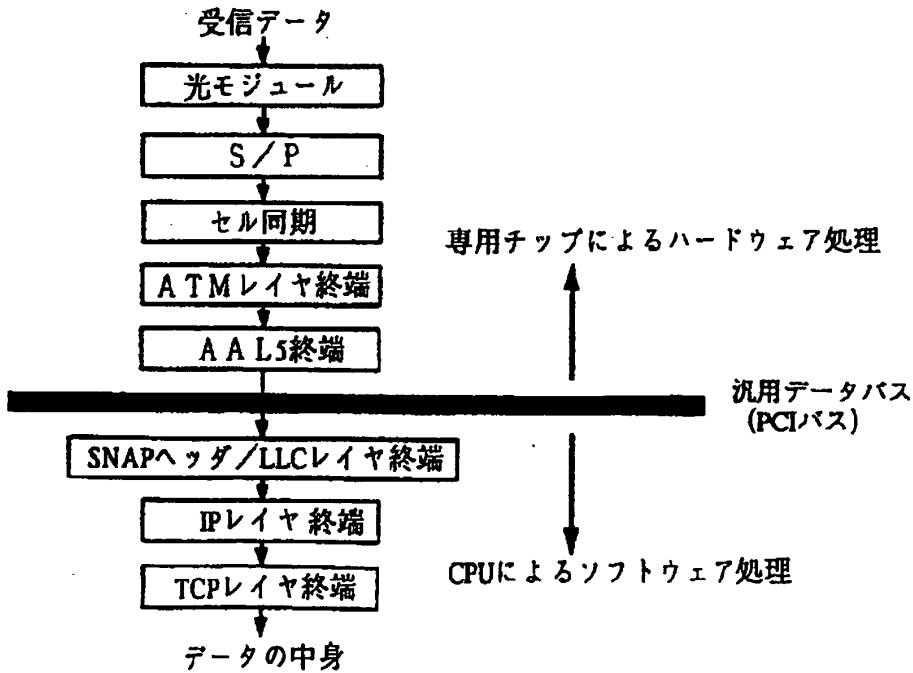 受信データ
光モジュール
S/P
セル同期
ATMレイヤ終端
AAL5終端
専用チップによるハードウェア処理
汎用データバス
(PCIバス)
SNAPヘッダ/LLCレイヤ終端
IPレイヤ終端
TCPレイヤ終端
CPUによるソフトウェア処理
データの中身